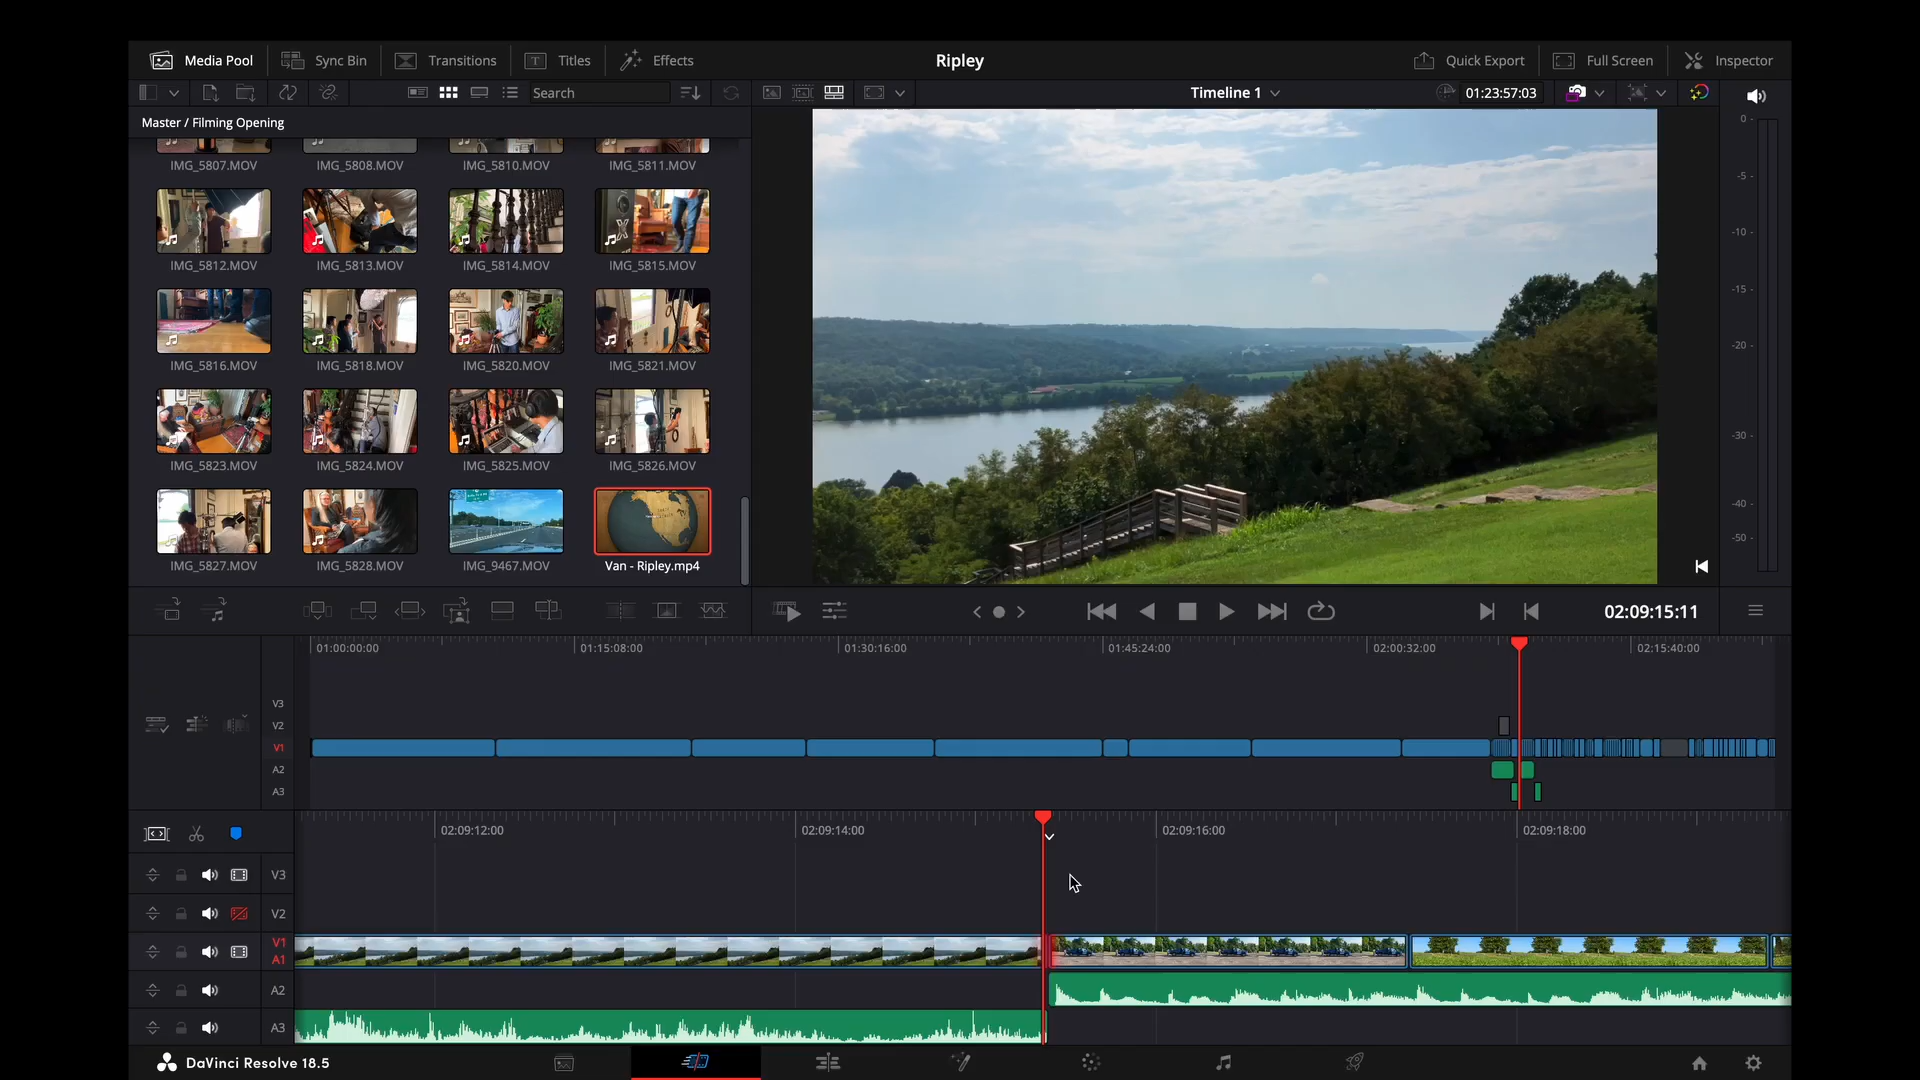 Media Pool Sync Bin Transitions Titles Effects Ripley Quick Export Full Screen Inspector
Search Timeline 1 01:23:57:03
Master / Filming Opening
IMG_5807.MOV IMG_5808.MOV IMG_5810.MOV IMG_5811.MOV
IMG_5812.MOV IMG_5813.MOV IMG_5814.MOV IMG_5815.MOV
IMG_5816.MOV IMG_5818.MOV IMG_5820.MOV IMG_5821.MOV
IMG_5823.MOV IMG_5824.MOV IMG_5825.MOV IMG_5826.MOV
IMG_5827.MOV IMG_5828.MOV IMG_9467.MOV Van - Ripley.mp4
0 -
-5 -
-10 -
-15 -
-20 -
-30 -
-40 -
-50 -
02:09:15:11
01:00:00:00 01:15:08:00 01:30:16:00 01:45:24:00 02:00:32:00 02:15:40:00
V3
V2
V1
A2
A3
02:09:12:00 02:09:14:00 02:09:16:00 02:09:18:00
V3
V2
V1
A1
A2
A3
DaVinci Resolve 18.5